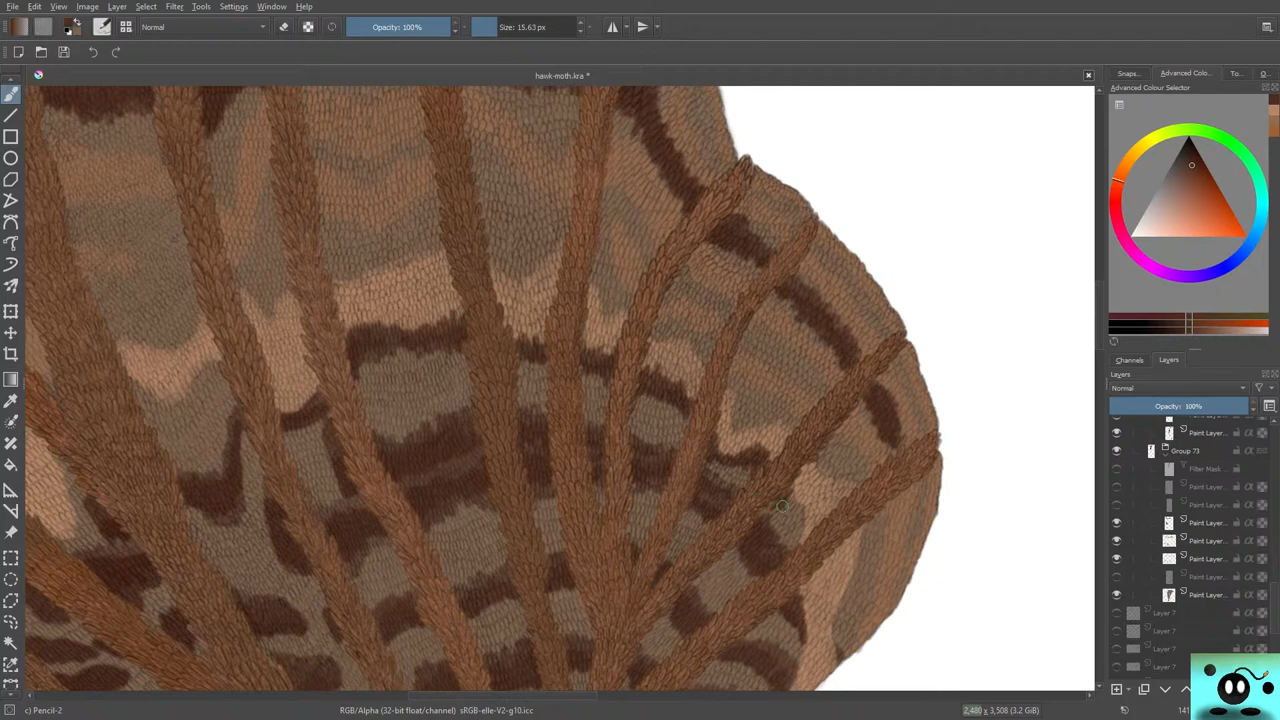 File Edit View Image Layer Select Filter Tools Settings Window Help
Normal Opacity: 100% Size: 15.63 px
hawk-moth.kra *
Snaps... Advanced Colo... To... O...
Advanced Colour Selector
Channels Layers
Layers
Normal
Opacity: 100%
Paint Layer...
Group 73
Filter Mask ...
Paint Layer...
Paint Layer...
Paint Layer...
Paint Layer...
Paint Layer...
Paint Layer...
Paint Layer...
Layer 7
Layer 7
Layer 7
Layer 7
c) Pencil-2 RGB/Alpha (32-bit float/channel) sRGB-elle-V2-g10.icc 2,480 x 3,508 (3.2 GiB) 141